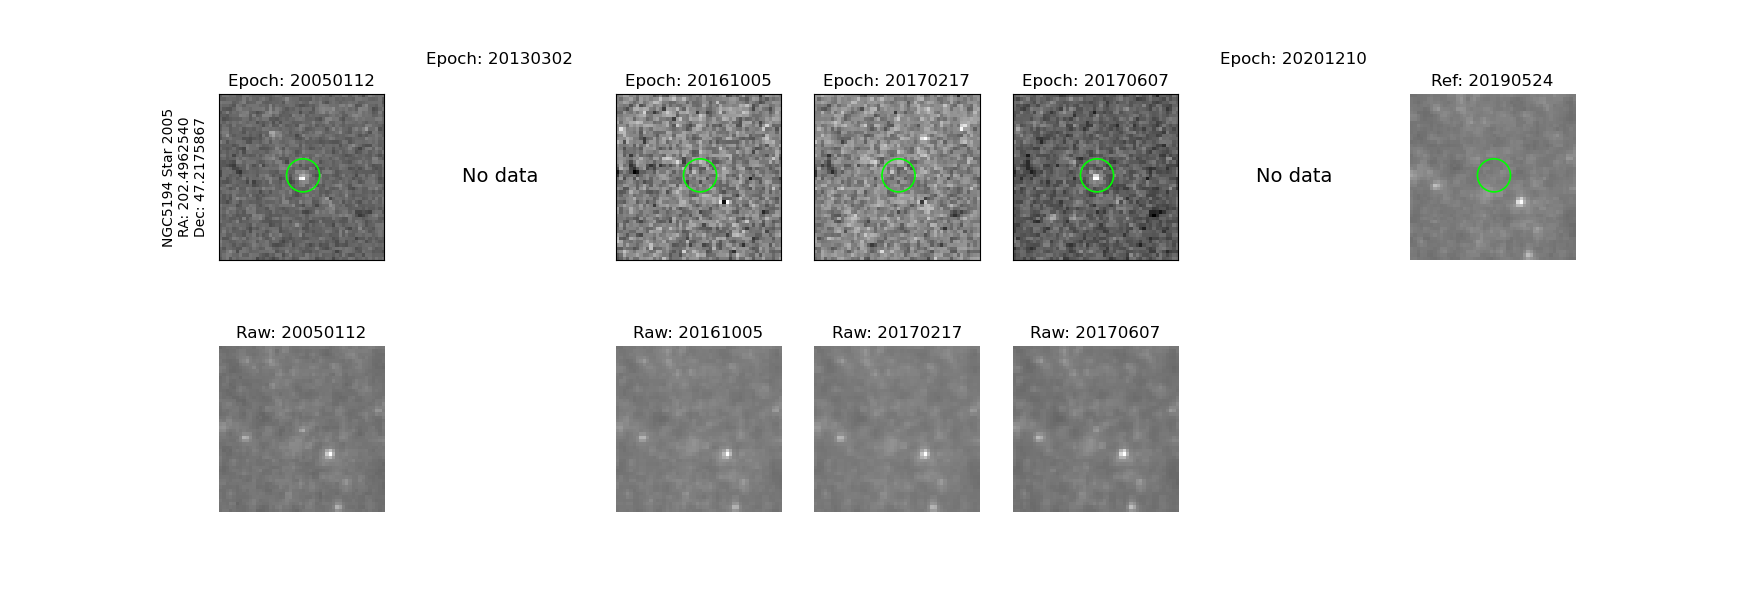 Epoch: 20130302
Epoch: 20201210
Epoch: 20050112
Epoch: 20161005
Epoch: 20170217
Epoch: 20170607
Ref: 20190524
NGC5194 Star 2005
RA: 202.4962540
Dec: 47.2175867
No data
No data
Raw: 20050112
Raw: 20161005
Raw: 20170217
Raw: 20170607